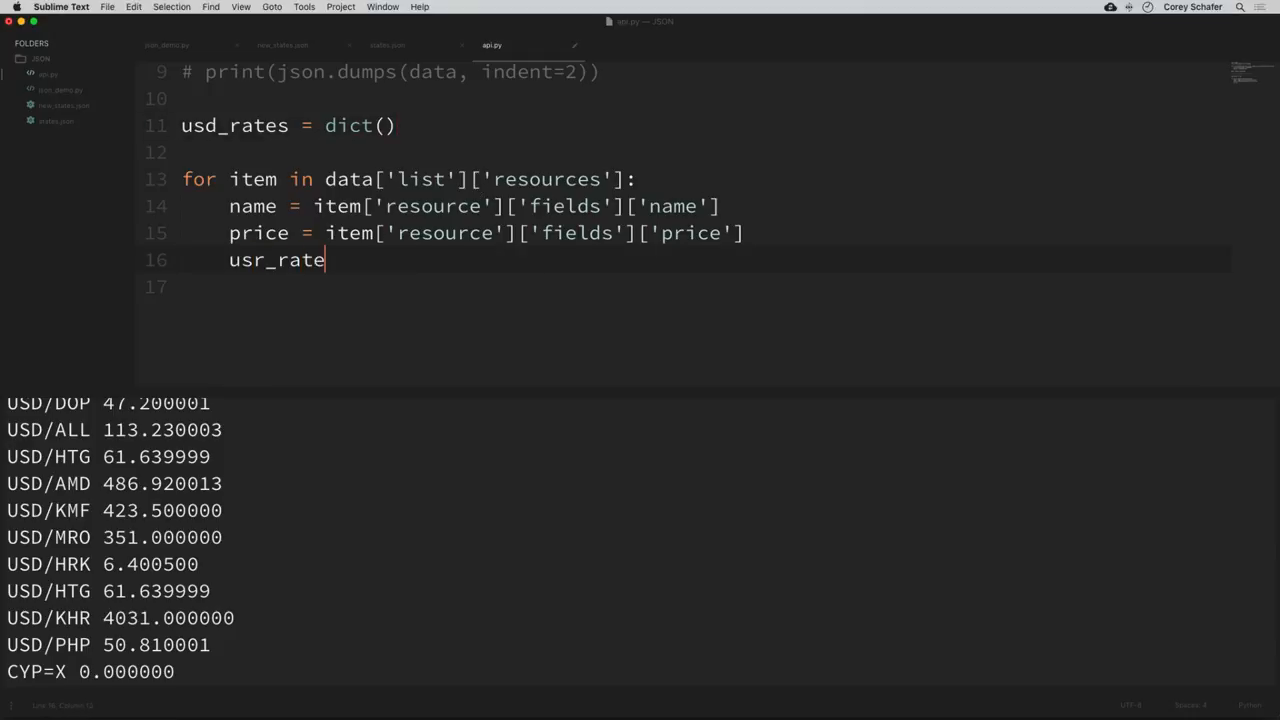 Sublime Text File Edit Selection Find View Goto Tools Project Window Help Corey Schafer
api.py — JSON
FOLDERS
JSON
api.py
json_demo.py
new_states.json
states.json
json_demo.py new_states.json states.json api.py
9 # print(json.dumps(data, indent=2))
10
11 usd_rates = dict()
12
13 for item in data['list']['resources']:
14 name = item['resource']['fields']['name']
15 price = item['resource']['fields']['price']
16 usr_rate
17
USD/DOP 47.200001
USD/ALL 113.230003
USD/HTG 61.639999
USD/AMD 486.920013
USD/KMF 423.500000
USD/MRO 351.000000
USD/HRK 6.400500
USD/HTG 61.639999
USD/KHR 4031.000000
USD/PHP 50.810001
CYP=X 0.000000
Line 16, Column 13 UTF-8 Spaces: 4 Python